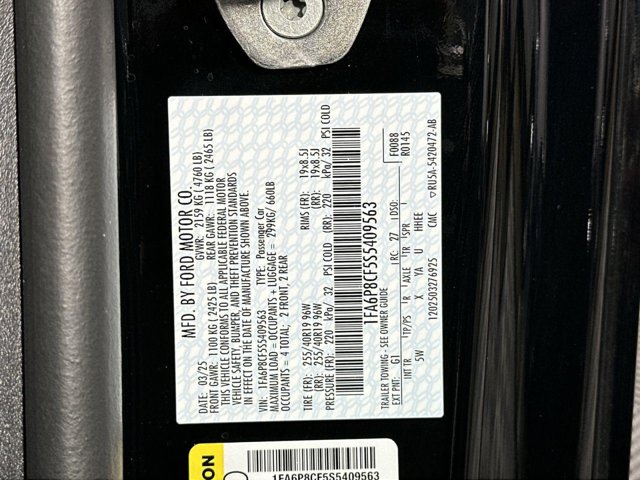 MFD. BY FORD MOTOR CO.
DATE: 03/25 GVWR: 2159 KG ( 4760 LB)
FRONT GAWR: 1100 KG ( 2425 LB) REAR GAWR: 1118 KG ( 2465 LB)
THIS VEHICLE CONFORMS TO ALL APPLICABLE FEDERAL MOTOR
VEHICLE SAFETY, BUMPER, AND THEFT PREVENTION STANDARDS
IN EFFECT ON THE DATE OF MANUFACTURE SHOWN ABOVE.
VIN: 1FA6P8CF5S5409563 TYPE: Passenger Car
MAXIMUM LOAD = OCCUPANTS + LUGGAGE = 299KG/ 660LB
OCCUPANTS = 4 TOTAL; 2 FRONT, 2 REAR
TIRE (FR): 255/40R19 96W RIMS (FR): 19x8.5J
(RR): 255/40R19 96W (RR): 19x8.5J
PRESSURE (FR): 220 kPa/ 32 PSI COLD (RR): 220 kPa/ 32 PSI COLD
1FA6P8CF5S5409563
TRAILER TOWING - SEE OWNER GUIDE F0088
EXT PNT: G1 RC: 27 DSO: R0145
INT TR TP/PS R AXLE TR SPR
5W I X YA U HHEE
1202503276925 CMC ▽RU5A-5420472-AB
ION
1FA6P8CF5S5409563